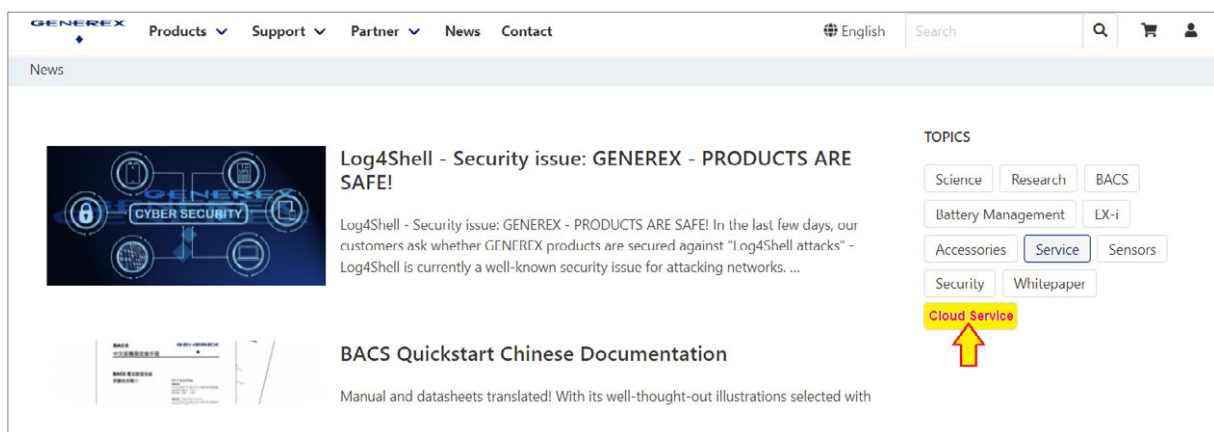 GENEREX
Products Support Partner News Contact English Search
News
GENEREX
CYBER SECURITY
Log4Shell - Security issue: GENEREX - PRODUCTS ARE
SAFE!
Log4Shell - Security issue: GENEREX - PRODUCTS ARE SAFE! In the last few days, our
customers ask whether GENEREX products are secured against "Log4Shell attacks" -
Log4Shell is currently a well-known security issue for attacking networks. ...
TOPICS
Science Research BACS
Battery Management EX-i
Accessories Service Sensors
Security Whitepaper
Cloud Service
BACS
GENEREX
BACS Quickstart Chinese Documentation
Manual and datasheets translated! With its well-thought-out illustrations selected with